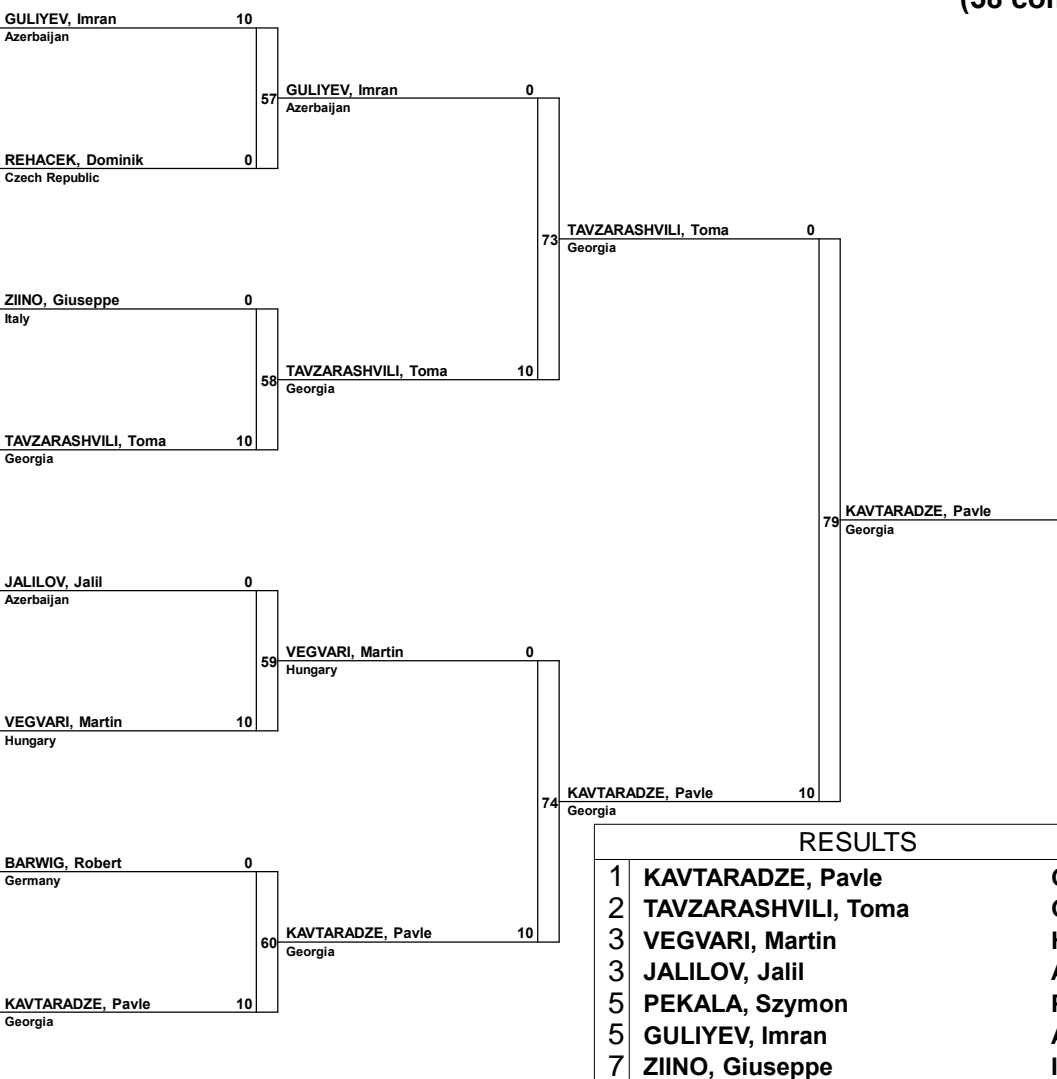 (58 con
GULIYEV, Imran 10
Azerbaijan
57
GULIYEV, Imran 0
Azerbaijan
REHACEK, Dominik 0
Czech Republic
73
TAVZARASHVILI, Toma 0
Georgia
ZIINO, Giuseppe 0
Italy
58
TAVZARASHVILI, Toma 10
Georgia
TAVZARASHVILI, Toma 10
Georgia
79
KAVTARADZE, Pavle
Georgia
JALILOV, Jalil 0
Azerbaijan
59
VEGVARI, Martin 0
Hungary
VEGVARI, Martin 10
Hungary
74
KAVTARADZE, Pavle 10
Georgia
BARWIG, Robert 0
Germany
60
KAVTARADZE, Pavle 10
Georgia
KAVTARADZE, Pavle 10
Georgia
RESULTS
1 KAVTARADZE, Pavle
2 TAVZARASHVILI, Toma
3 VEGVARI, Martin
3 JALILOV, Jalil
5 PEKALA, Szymon
5 GULIYEV, Imran
7 ZIINO, Giuseppe